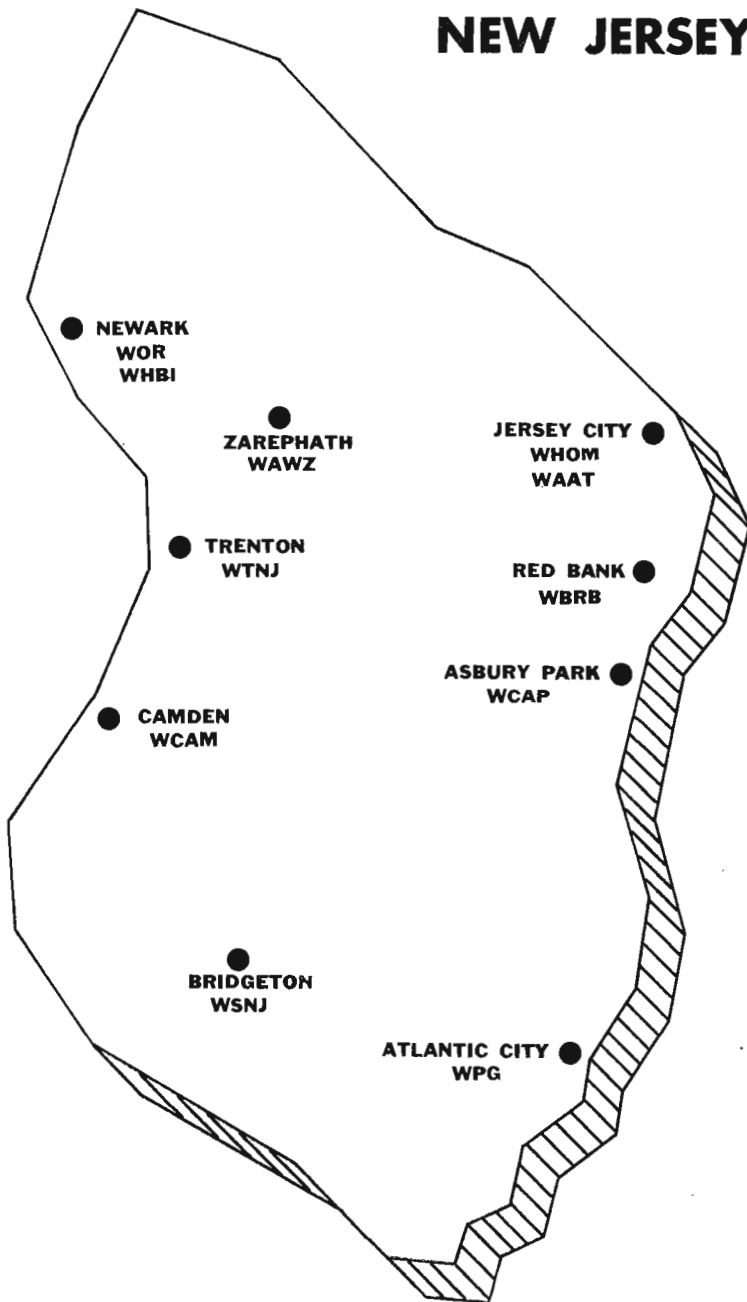 NEW JERSEY
NEWARK
WOR
WHBI
ZAREPHATH
WAWZ
JERSEY CITY
WHOM
WAAT
TRENTON
WTNJ
RED BANK
WBRB
ASBURY PARK
WCAP
CAMDEN
WCAM
BRIDGETON
WSNJ
ATLANTIC CITY
WPG